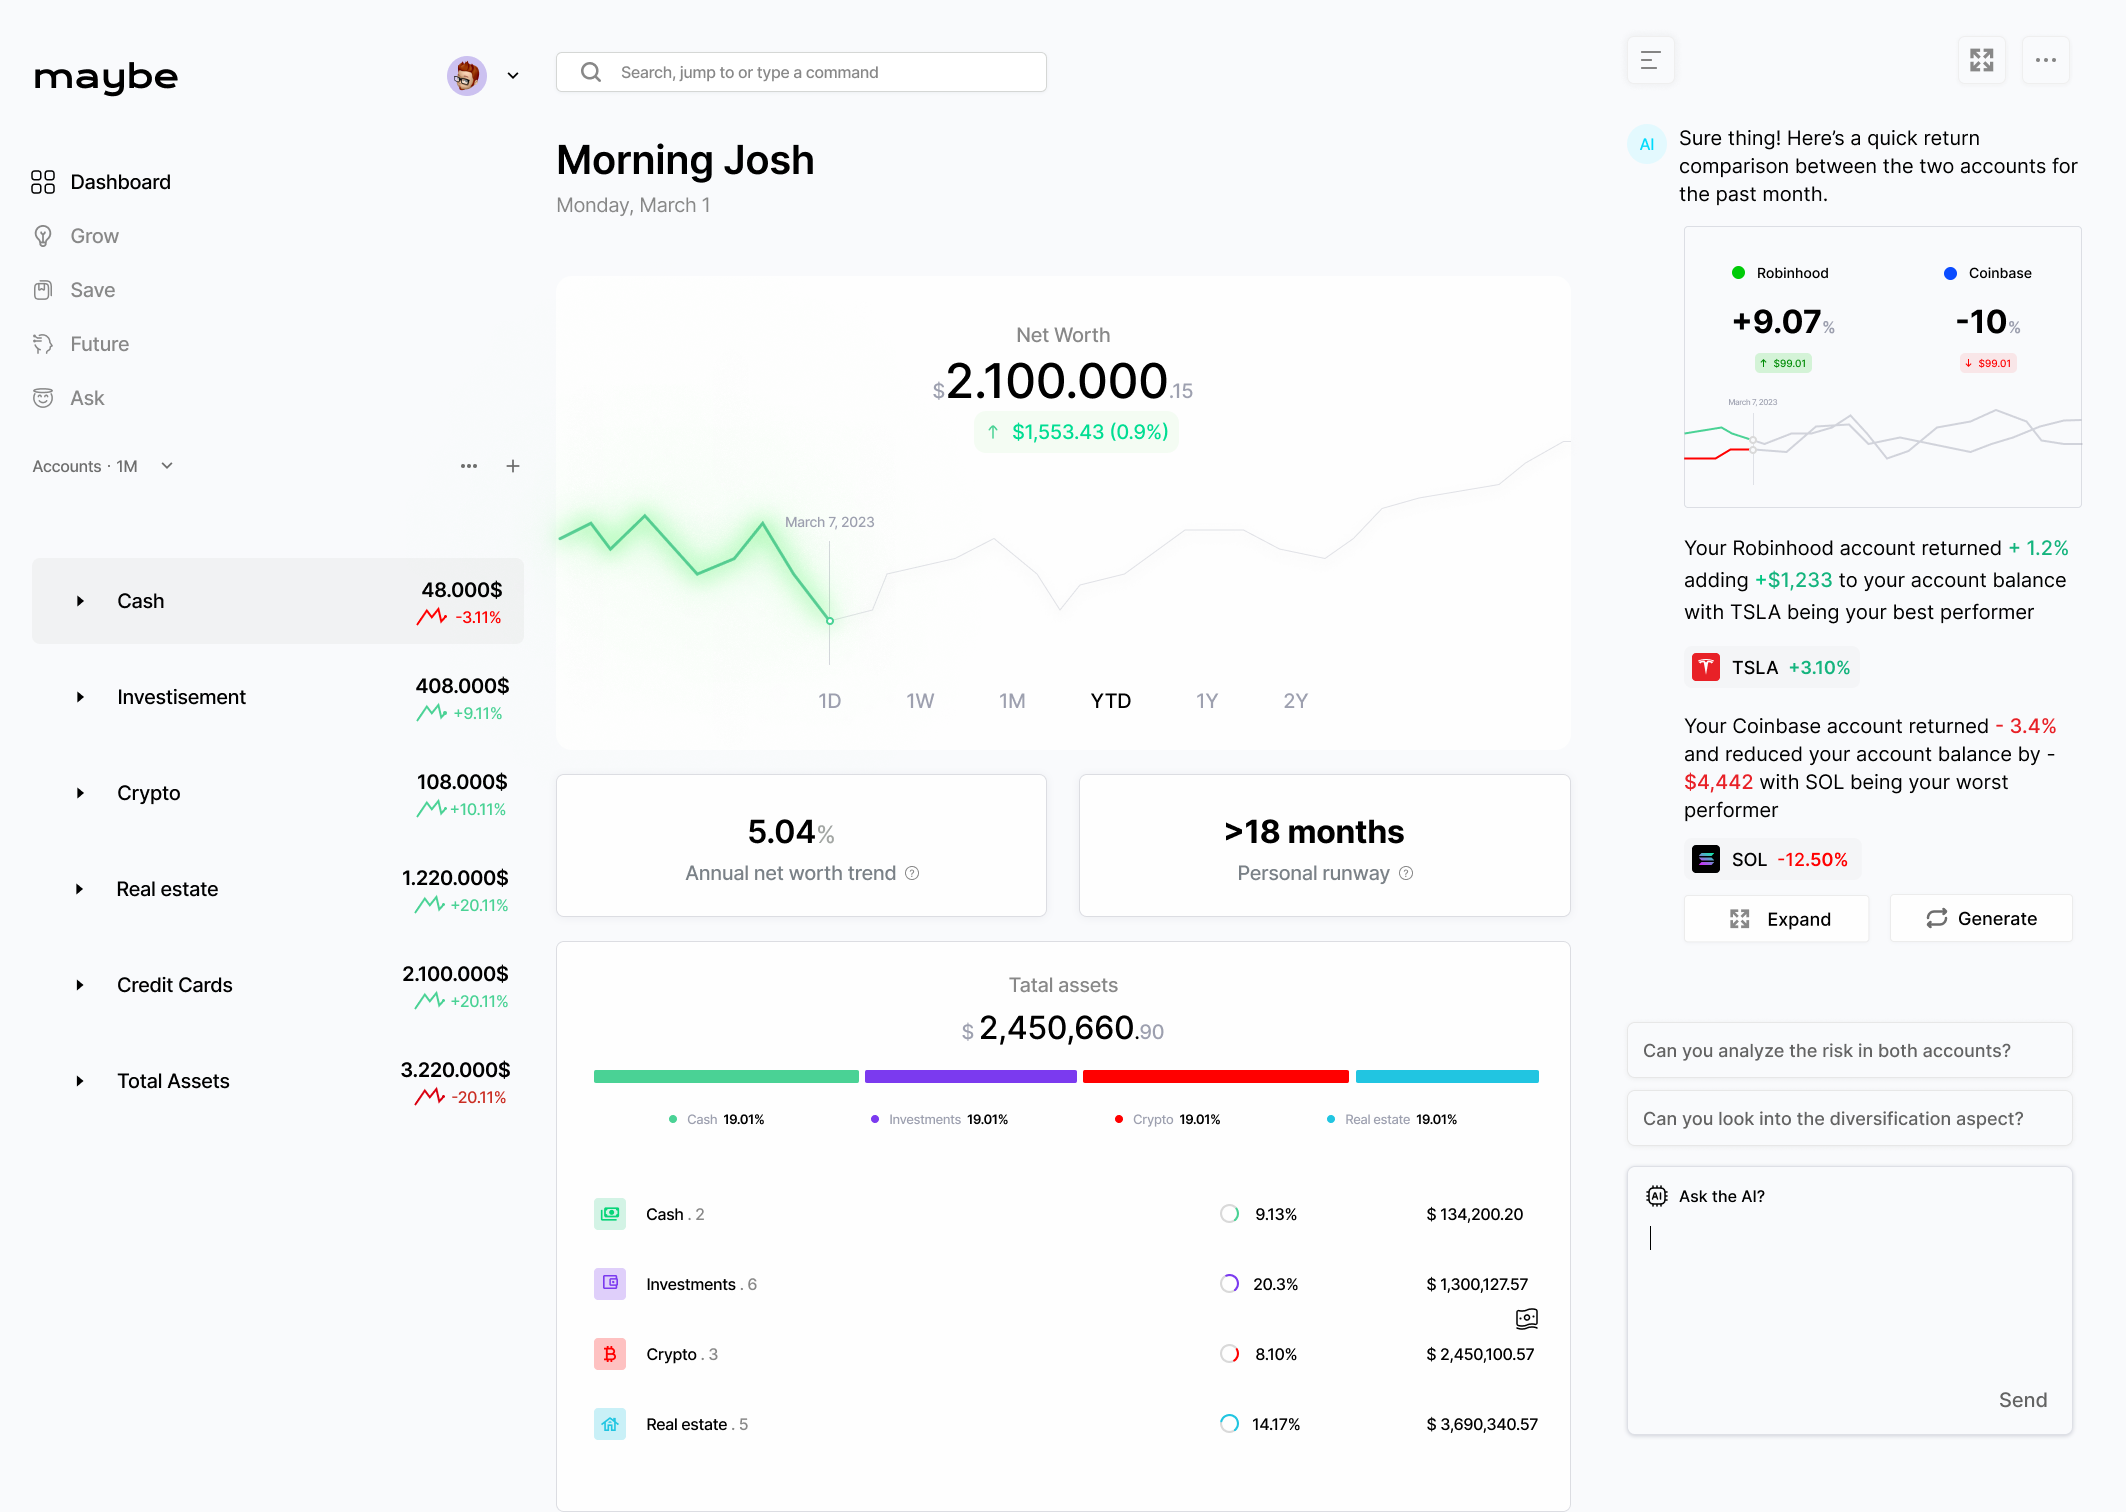 maybe
Dashboard
Grow
Save
Future
Ask
Accounts · 1M
Cash
48.000$
-3.11%
Investisement
408.000$
+9.11%
Crypto
108.000$
+10.11%
Real estate
1.220.000$
+20.11%
Credit Cards
2.100.000$
+20.11%
Total Assets
3.220.000$
-20.11%
Search, jump to or type a command
Morning Josh
Monday, March 1
Net Worth
$2.100.000.15
↑ $1,553.43 (0.9%)
March 7, 2023
1D 1W 1M YTD 1Y 2Y
5.04%
Annual net worth trend ?
>18 months
Personal runway ?
Tatal assets
$ 2,450,660.90
Cash 19.01% Investments 19.01% Crypto 19.01% Real estate 19.01%
Cash . 2 9.13% $ 134,200.20
Investments . 6 20.3% $ 1,300,127.57
Crypto . 3 8.10% $ 2,450,100.57
Real estate . 5 14.17% $ 3,690,340.57
AI
Sure thing! Here’s a quick return
comparison between the two accounts for
the past month.
Robinhood
+9.07%
↑ $99.01
Coinbase
-10%
↓ $99.01
March 7, 2023
Your Robinhood account returned + 1.2%
adding +$1,233 to your account balance
with TSLA being your best performer
TSLA +3.10%
Your Coinbase account returned - 3.4%
and reduced your account balance by -
$4,442 with SOL being your worst
performer
SOL -12.50%
Expand
Generate
Can you analyze the risk in both accounts?
Can you look into the diversification aspect?
AI Ask the AI?
Send